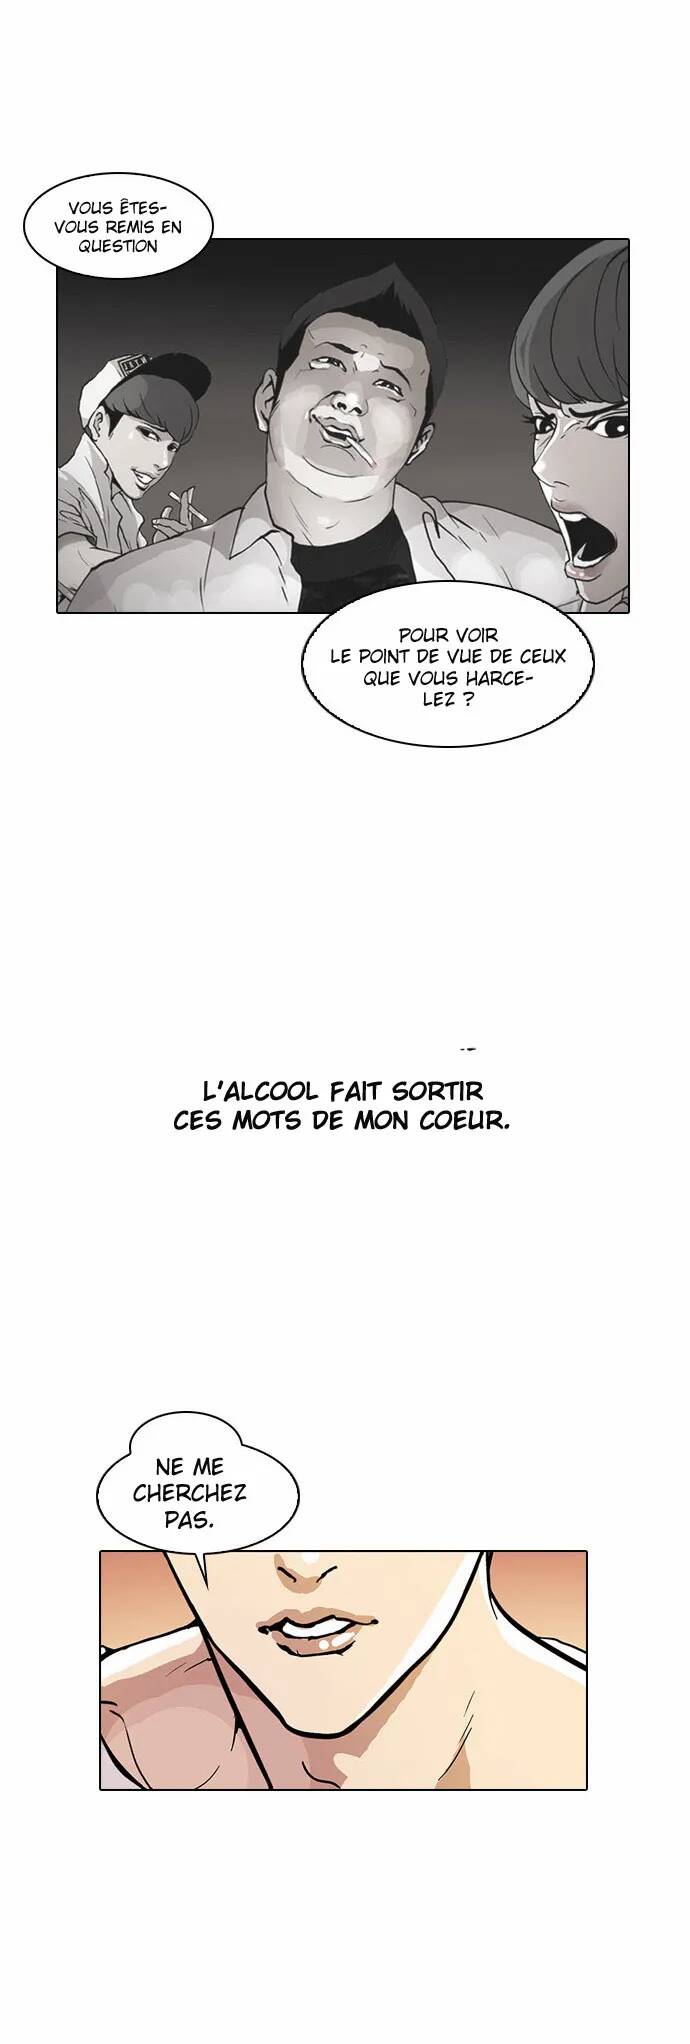 VOUS ÊTES-
VOUS REMIS EN
QUESTION
POUR VOIR
LE POINT DE VUE DE CEUX
QUE VOUS HARCE-
LEZ ?
L'ALCOOL FAIT SORTIR
CES MOTS DE MON COEUR.
NE ME
CHERCHEZ
PAS.